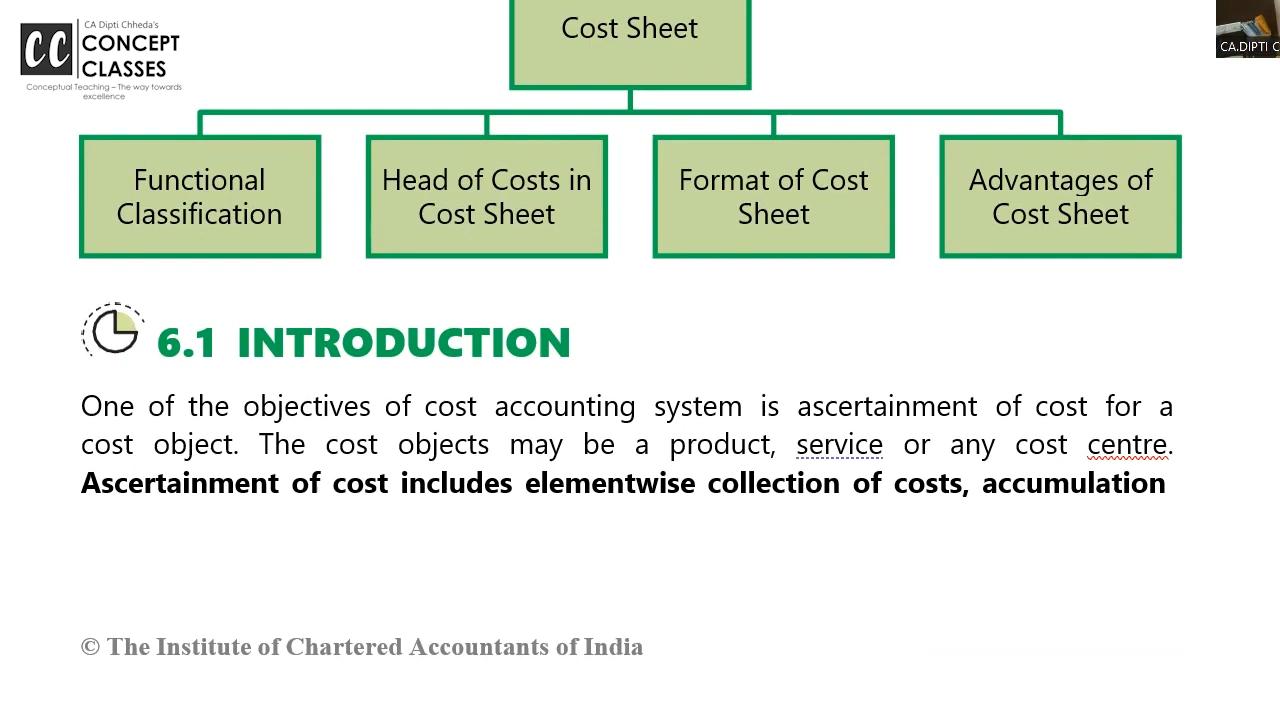 Cost Sheet
CA Dipti Chheda's
CC
CONCEPT
CLASSES
Conceptual Teaching – The way towards
excellence
CA.DIPTI C
Functional
Classification
Head of Costs in
Cost Sheet
Format of Cost
Sheet
Advantages of
Cost Sheet
6.1 INTRODUCTION
One of the objectives of cost accounting system is ascertainment of cost for a
cost object. The cost objects may be a product, service or any cost centre.
Ascertainment of cost includes elementwise collection of costs, accumulation
© The Institute of Chartered Accountants of India